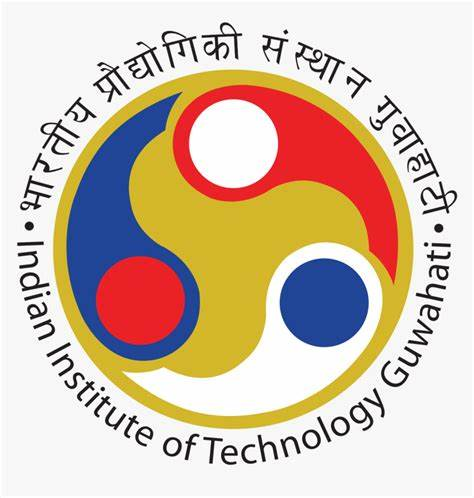 भारतीय प्रौद्योगिकी संस्थान गुवाहाटी
• Indian Institute of Technology Guwahati •